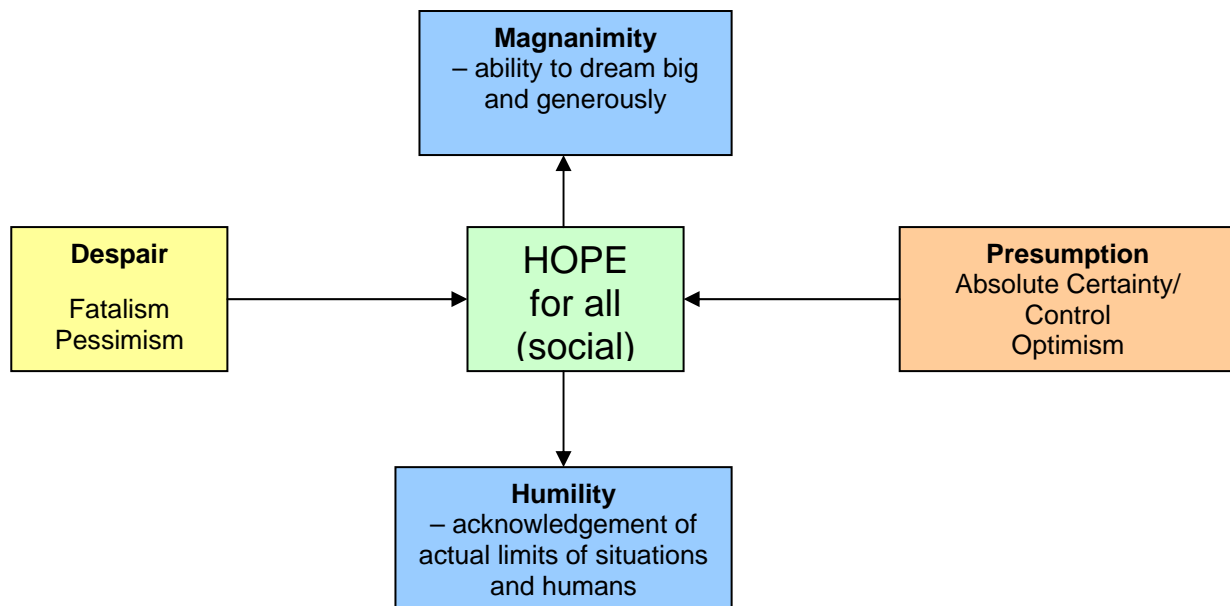 Magnanimity
– ability to dream big
and generously
Despair
Fatalism
Pessimism
HOPE
for all
(social)
Presumption
Absolute Certainty/
Control
Optimism
Humility
– acknowledgement of
actual limits of situations
and humans